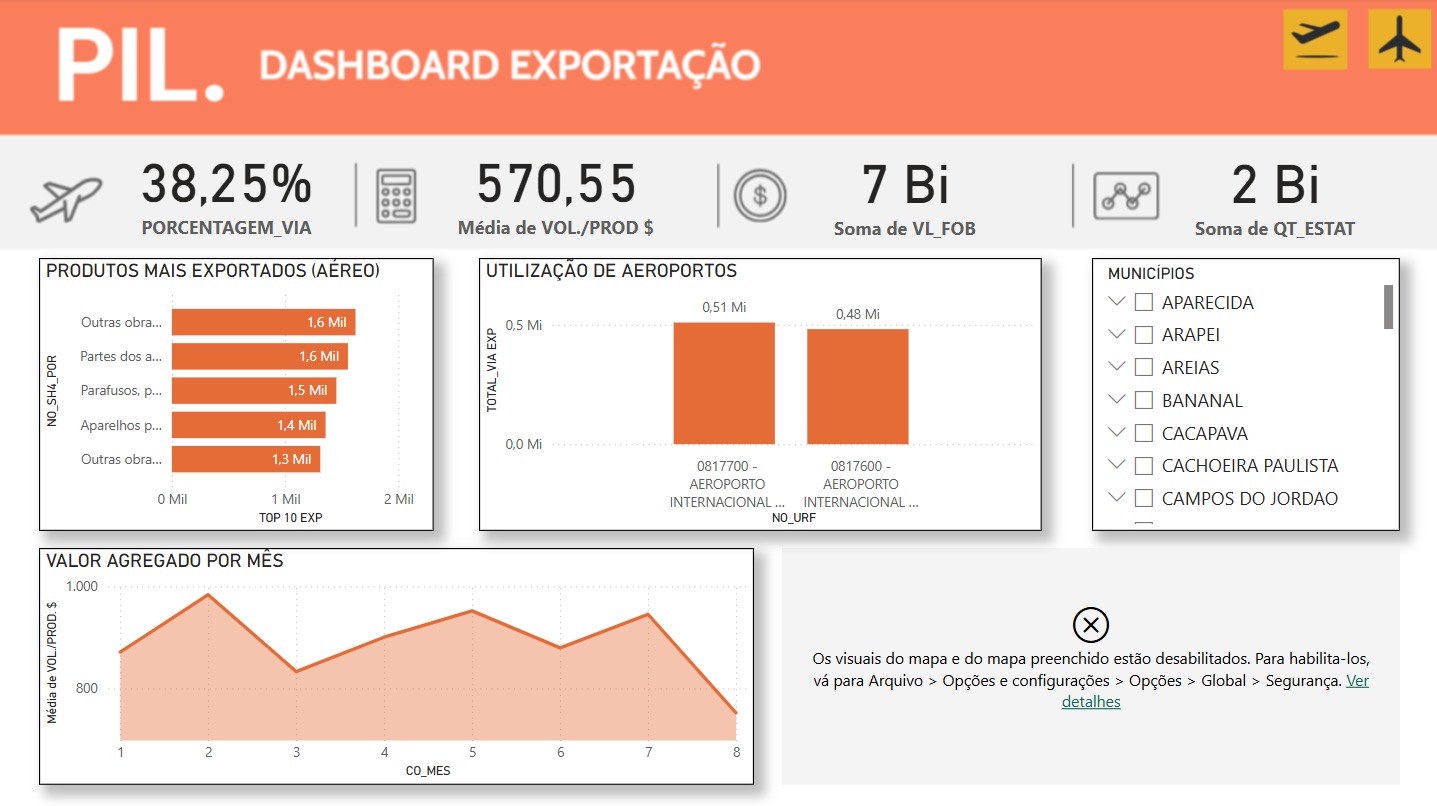 PIL. DASHBOARD EXPORTAÇÃO
38,25%
PORCENTAGEM_VIA
570,55
Média de VOL./PROD $
7 Bi
Soma de VL_FOB
2 Bi
Soma de QT_ESTAT
PRODUTOS MAIS EXPORTADOS (AÉREO)
NO_SH4_POR
Outras obra... 1,6 Mil
Partes dos a... 1,6 Mil
Parafusos, p... 1,5 Mil
Aparelhos p... 1,4 Mil
Outras obra... 1,3 Mil
0 Mil 1 Mil 2 Mil
TOP 10 EXP
UTILIZAÇÃO DE AEROPORTOS
TOTAL_VIA EXP
0,5 Mi
0,0 Mi
0,51 Mi
0,48 Mi
0817700 -
AEROPORTO
INTERNACIONAL ...
0817600 -
AEROPORTO
INTERNACIONAL ...
NO_URF
MUNICÍPIOS
APARECIDA
ARAPEI
AREIAS
BANANAL
CACAPAVA
CACHOEIRA PAULISTA
CAMPOS DO JORDAO
VALOR AGREGADO POR MÊS
Média de VOL./PROD. $
1.000
800
1 2 3 4 5 6 7 8
CO_MES
Os visuais do mapa e do mapa preenchido estão desabilitados. Para habilita-los,
vá para Arquivo > Opções e configurações > Opções > Global > Segurança. Ver
detalhes